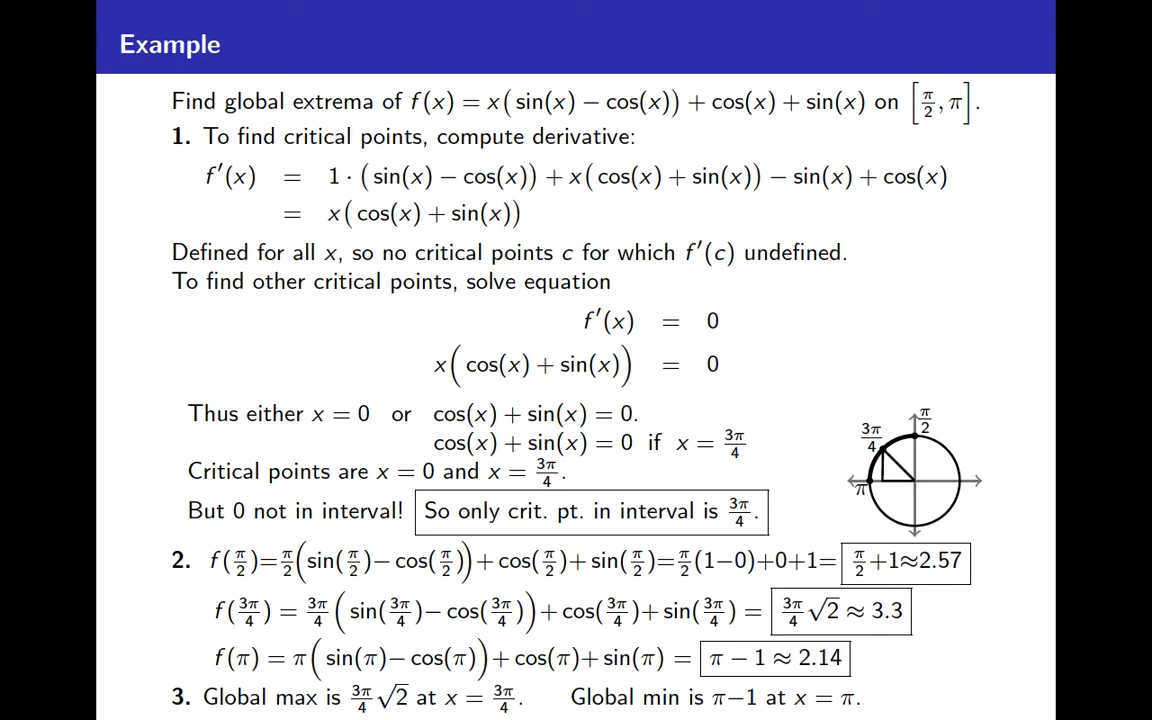 Example
Find global extrema of f(x) = x(sin(x) − cos(x)) + cos(x) + sin(x) on [π/2, π].
1. To find critical points, compute derivative:
f′(x) = 1 · (sin(x) − cos(x)) + x(cos(x) + sin(x)) − sin(x) + cos(x)
= x(cos(x) + sin(x))
Defined for all x, so no critical points c for which f′(c) undefined.
To find other critical points, solve equation
f′(x) = 0
x(cos(x) + sin(x)) = 0
Thus either x = 0 or cos(x) + sin(x) = 0.
cos(x) + sin(x) = 0 if x = 3π/4
Critical points are x = 0 and x = 3π/4.
But 0 not in interval! So only crit. pt. in interval is 3π/4.
π/2
3π/4
π
2. f(π/2)=π/2(sin(π/2)−cos(π/2))+cos(π/2)+sin(π/2)=π/2(1−0)+0+1= π/2+1≈2.57
f(3π/4) = 3π/4(sin(3π/4)−cos(3π/4))+cos(3π/4)+sin(3π/4) = 3π/4√2 ≈ 3.3
f(π) = π(sin(π)−cos(π))+cos(π)+sin(π) = π − 1 ≈ 2.14
3. Global max is 3π/4√2 at x = 3π/4. Global min is π−1 at x = π.